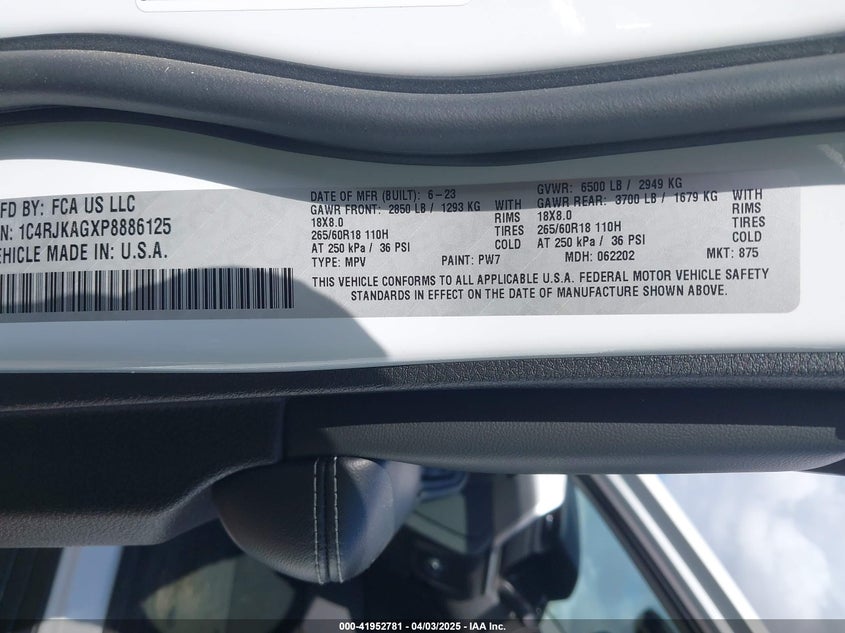 MFD BY: FCA US LLC
N: 1C4RJKAGXP8886125
VEHICLE MADE IN: U.S.A.
DATE OF MFR (BUILT): 6-23
GVWR: 6500 LB / 2949 KG
GAWR FRONT: 2850 LB / 1293 KG WITH
GAWR REAR: 3700 LB / 1679 KG WITH
18X8.0 RIMS
18X8.0 RIMS
265/60R18 110H TIRES
265/60R18 110H TIRES
AT 250 kPa / 36 PSI COLD
AT 250 kPa / 36 PSI COLD
TYPE: MPV PAINT: PW7 MDH: 062202 MKT: 875
THIS VEHICLE CONFORMS TO ALL APPLICABLE U.S.A. FEDERAL MOTOR VEHICLE SAFETY
STANDARDS IN EFFECT ON THE DATE OF MANUFACTURE SHOWN ABOVE.
000-41952781 - 04/03/2025 - IAA Inc.